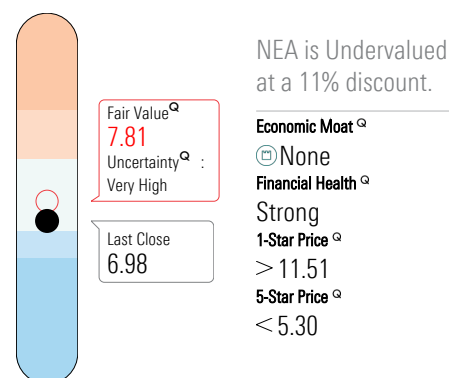 NEA is Undervalued
at a 11% discount.
Fair Value Q
7.81
Uncertainty Q :
Very High
Last Close
6.98
Economic Moat Q
None
Financial Health Q
Strong
1-Star Price Q
>11.51
5-Star Price Q
<5.30